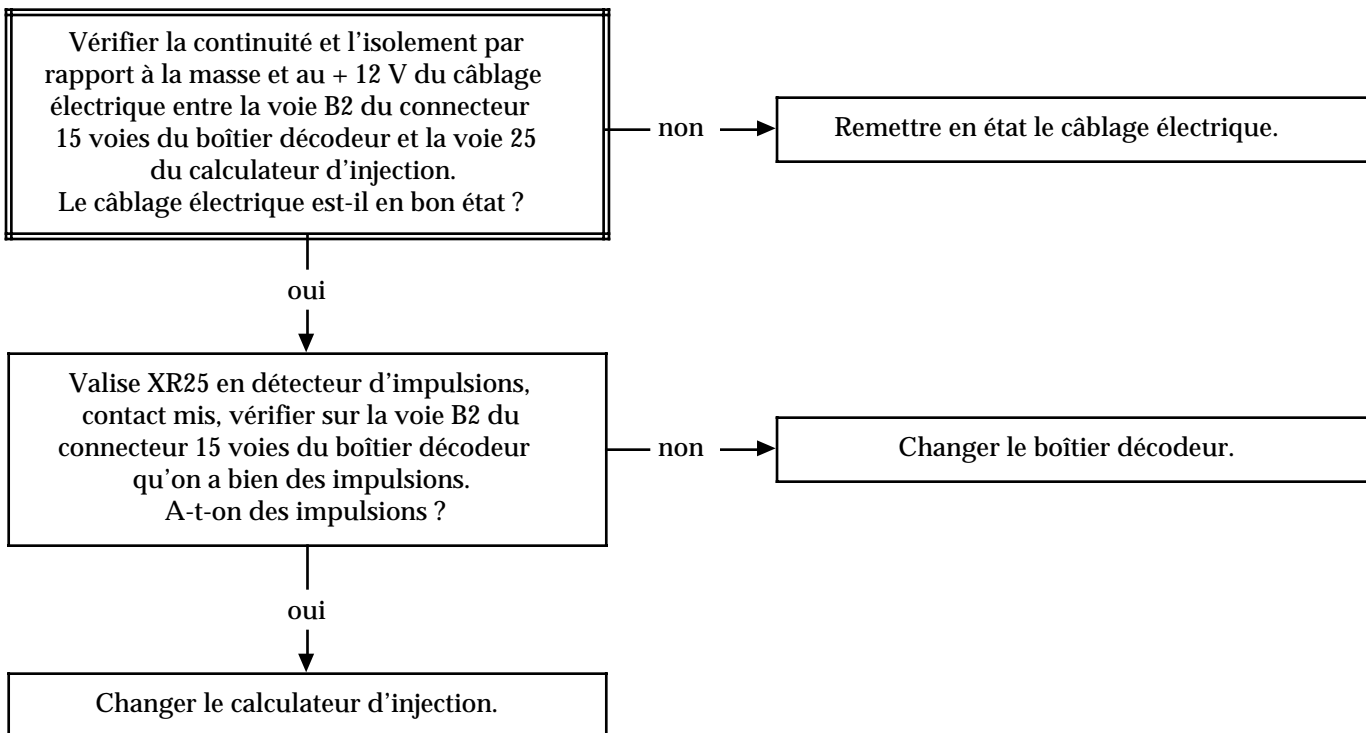 Vérifier la continuité et l'isolement par
rapport à la masse et au + 12 V du câblage
électrique entre la voie B2 du connecteur
15 voies du boîtier décodeur et la voie 25
du calculateur d'injection.
Le câblage électrique est-il en bon état ?
non
Remettre en état le câblage électrique.
oui
Valise XR25 en détecteur d'impulsions,
contact mis, vérifier sur la voie B2 du
connecteur 15 voies du boîtier décodeur
qu'on a bien des impulsions.
A-t-on des impulsions ?
non
Changer le boîtier décodeur.
oui
Changer le calculateur d'injection.